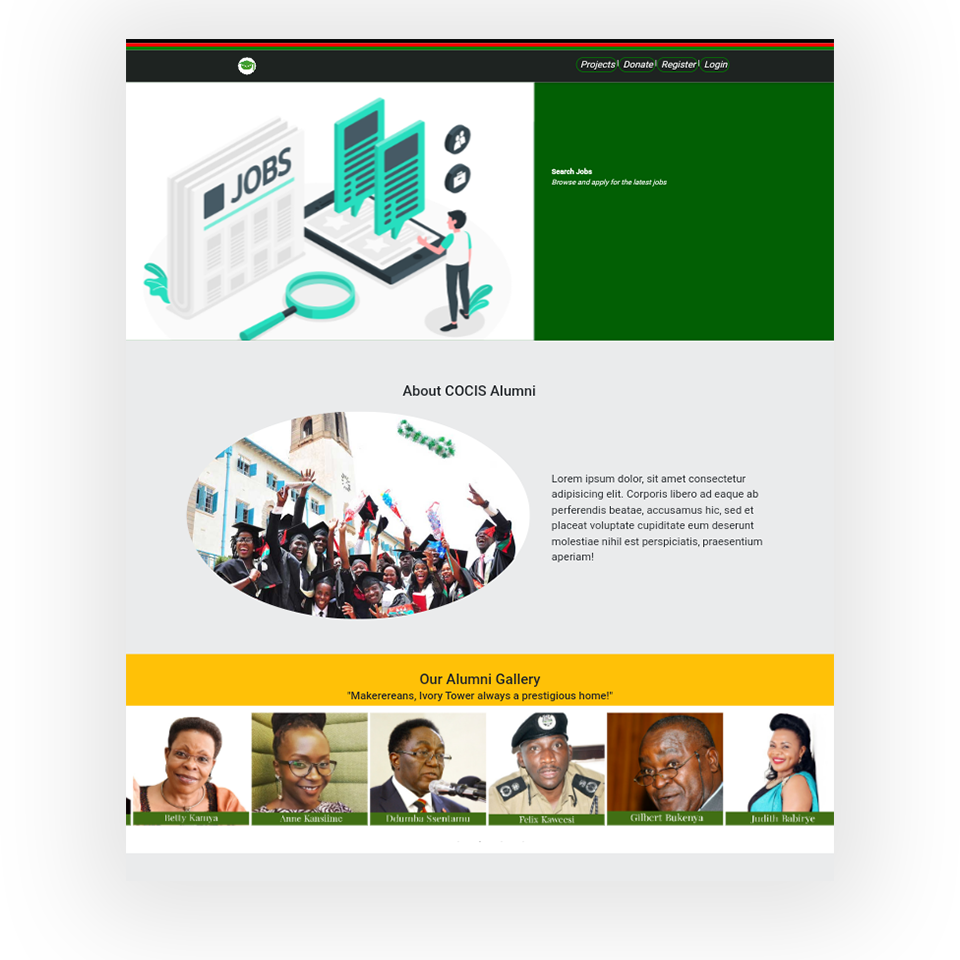 Projects Donate Register Login
JOBS
Search Jobs
Browse and apply for the latest jobs
About COCIS Alumni
Lorem ipsum dolor, sit amet consectetur
adipisicing elit. Corporis libero ad eaque ab
perferendis beatae, accusamus hic, sed et
placeat voluptate cupiditate eum deserunt
molestiae nihil est perspiciatis, praesentium
aperiam!
Our Alumni Gallery
"Makerereans, Ivory Tower always a prestigious home!"
Betty Kamya Anne Kansiime Ddumba Ssentamu Felix Kaweesi Gilbert Bukenya Judith Babirye